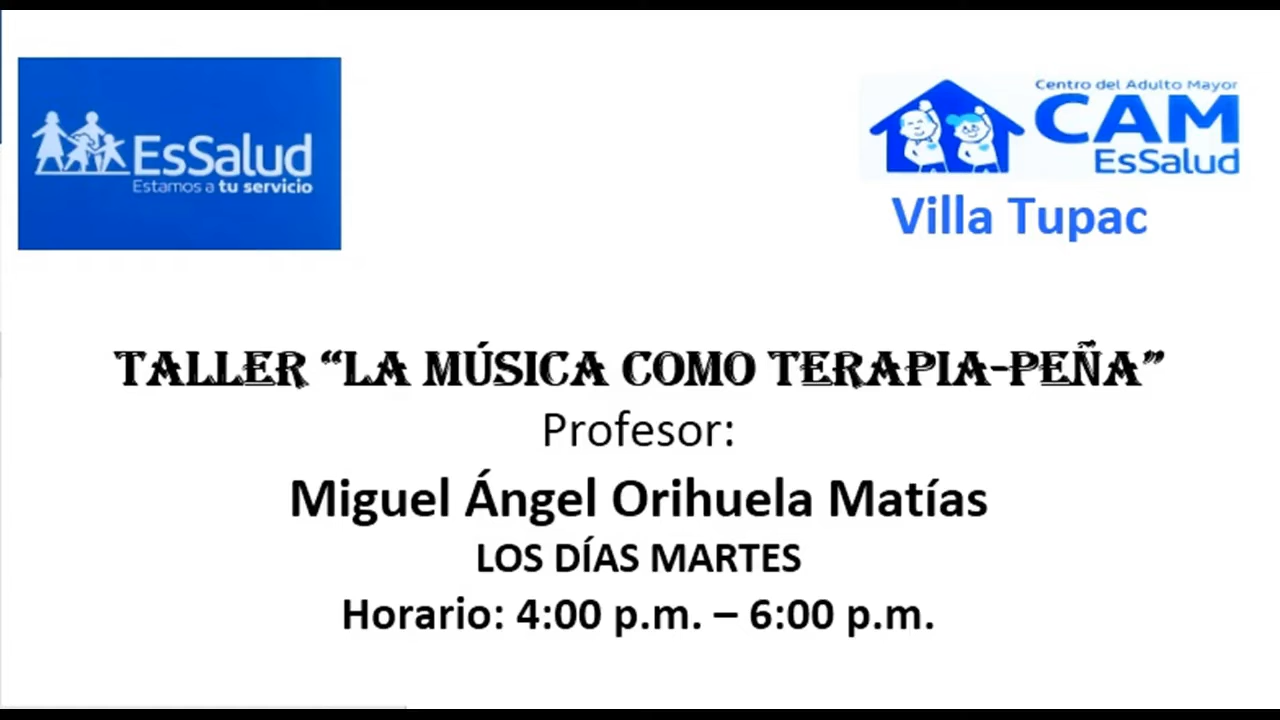 EsSalud
Estamos a tu servicio
Centro del Adulto Mayor
CAM
EsSalud
Villa Tupac
TALLER “LA MÚSICA COMO TERAPIA-PEÑA”
Profesor:
Miguel Ángel Orihuela Matías
LOS DÍAS MARTES
Horario: 4:00 p.m. – 6:00 p.m.